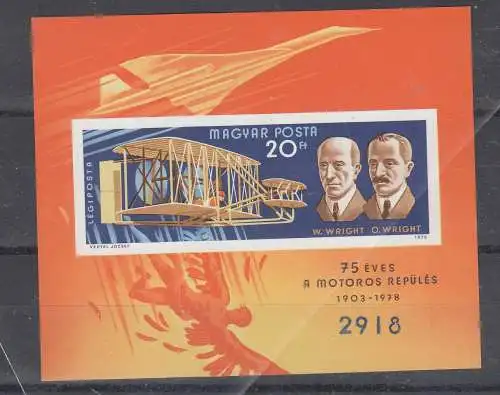 MAGYAR POSTA
20 Ft
LÉGIPOSTA
W. WRIGHT O. WRIGHT
VERTEL JÓZSEF 1978
75 ÉVES
A MOTOROS REPÜLÉS
1903-1978
2918